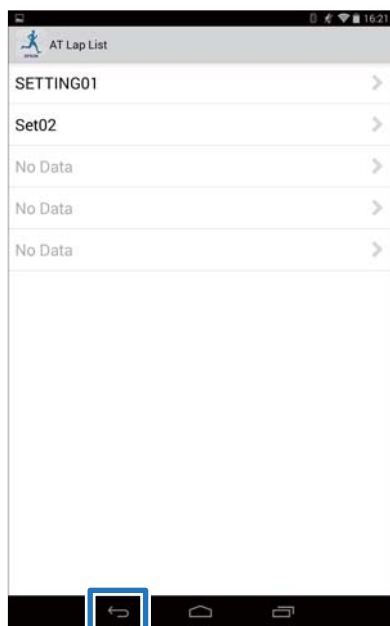 16:21
AT Lap List
SETTING01
Set02
No Data
No Data
No Data